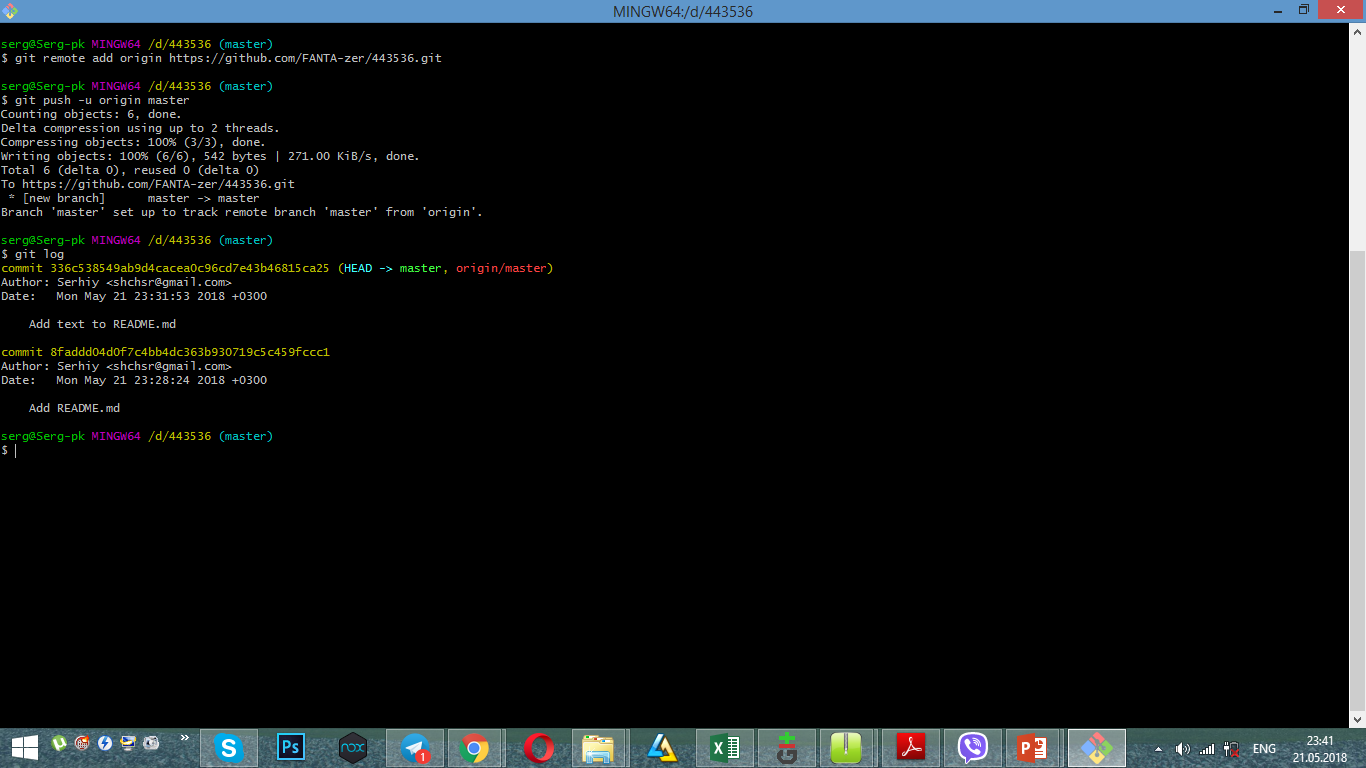 MINGW64:/d/443536
serg@Serg-pk MINGW64 /d/443536 (master)
$ git remote add origin https://github.com/FANTA-zer/443536.git
serg@Serg-pk MINGW64 /d/443536 (master)
$ git push -u origin master
Counting objects: 6, done.
Delta compression using up to 2 threads.
Compressing objects: 100% (3/3), done.
Writing objects: 100% (6/6), 542 bytes | 271.00 KiB/s, done.
Total 6 (delta 0), reused 0 (delta 0)
To https://github.com/FANTA-zer/443536.git
 * [new branch]      master -> master
Branch 'master' set up to track remote branch 'master' from 'origin'.
serg@Serg-pk MINGW64 /d/443536 (master)
$ git log
commit 336c538549ab9d4cacea0c96cd7e43b46815ca25 (HEAD -> master, origin/master)
Author: Serhiy <shchsr@gmail.com>
Date:   Mon May 21 23:31:53 2018 +0300
    Add text to README.md
commit 8faddd04d0f7c4bb4dc363b930719c5c459fccc1
Author: Serhiy <shchsr@gmail.com>
Date:   Mon May 21 23:28:24 2018 +0300
    Add README.md
serg@Serg-pk MINGW64 /d/443536 (master)
$
Ps
nox
1
ENG
23:41
21.05.2018